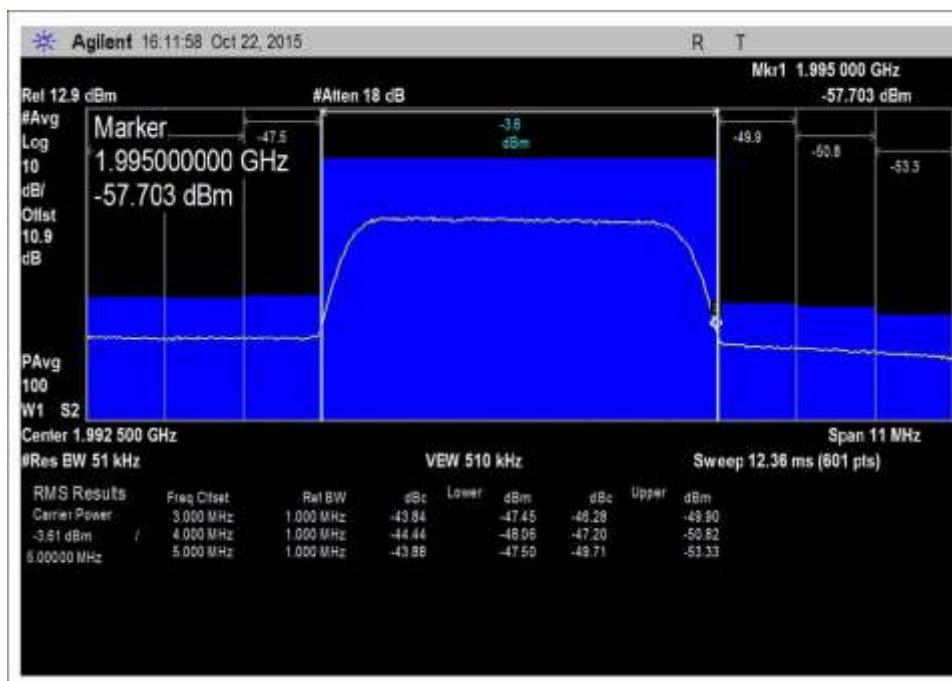 Agilent 16:11:58 Oct 22, 2015 R T
Mkr1 1.995 000 GHz
Ref 12.9 dBm #Atten 18 dB -57.703 dBm
#Avg
Log
10
dB/
Offst
10.9
dB
Marker
1.995000000 GHz
-57.703 dBm
-47.5
-3.6
dBm
-49.9
-50.8
-53.3
1
PAvg
100
W1 S2
Center 1.992 500 GHz Span 11 MHz
#Res BW 51 kHz VBW 510 kHz Sweep 12.36 ms (601 pts)
RMS Results Freq Offset Ref BW dBc Lower dBm dBc Upper dBm
Carrier Power 3.000 MHz 1.000 MHz -43.84 -47.45 -46.28 -49.90
-3.61 dBm / 4.000 MHz 1.000 MHz -44.44 -48.06 -47.20 -50.82
5.00000 MHz 5.000 MHz 1.000 MHz -43.88 -47.50 -49.71 -53.33